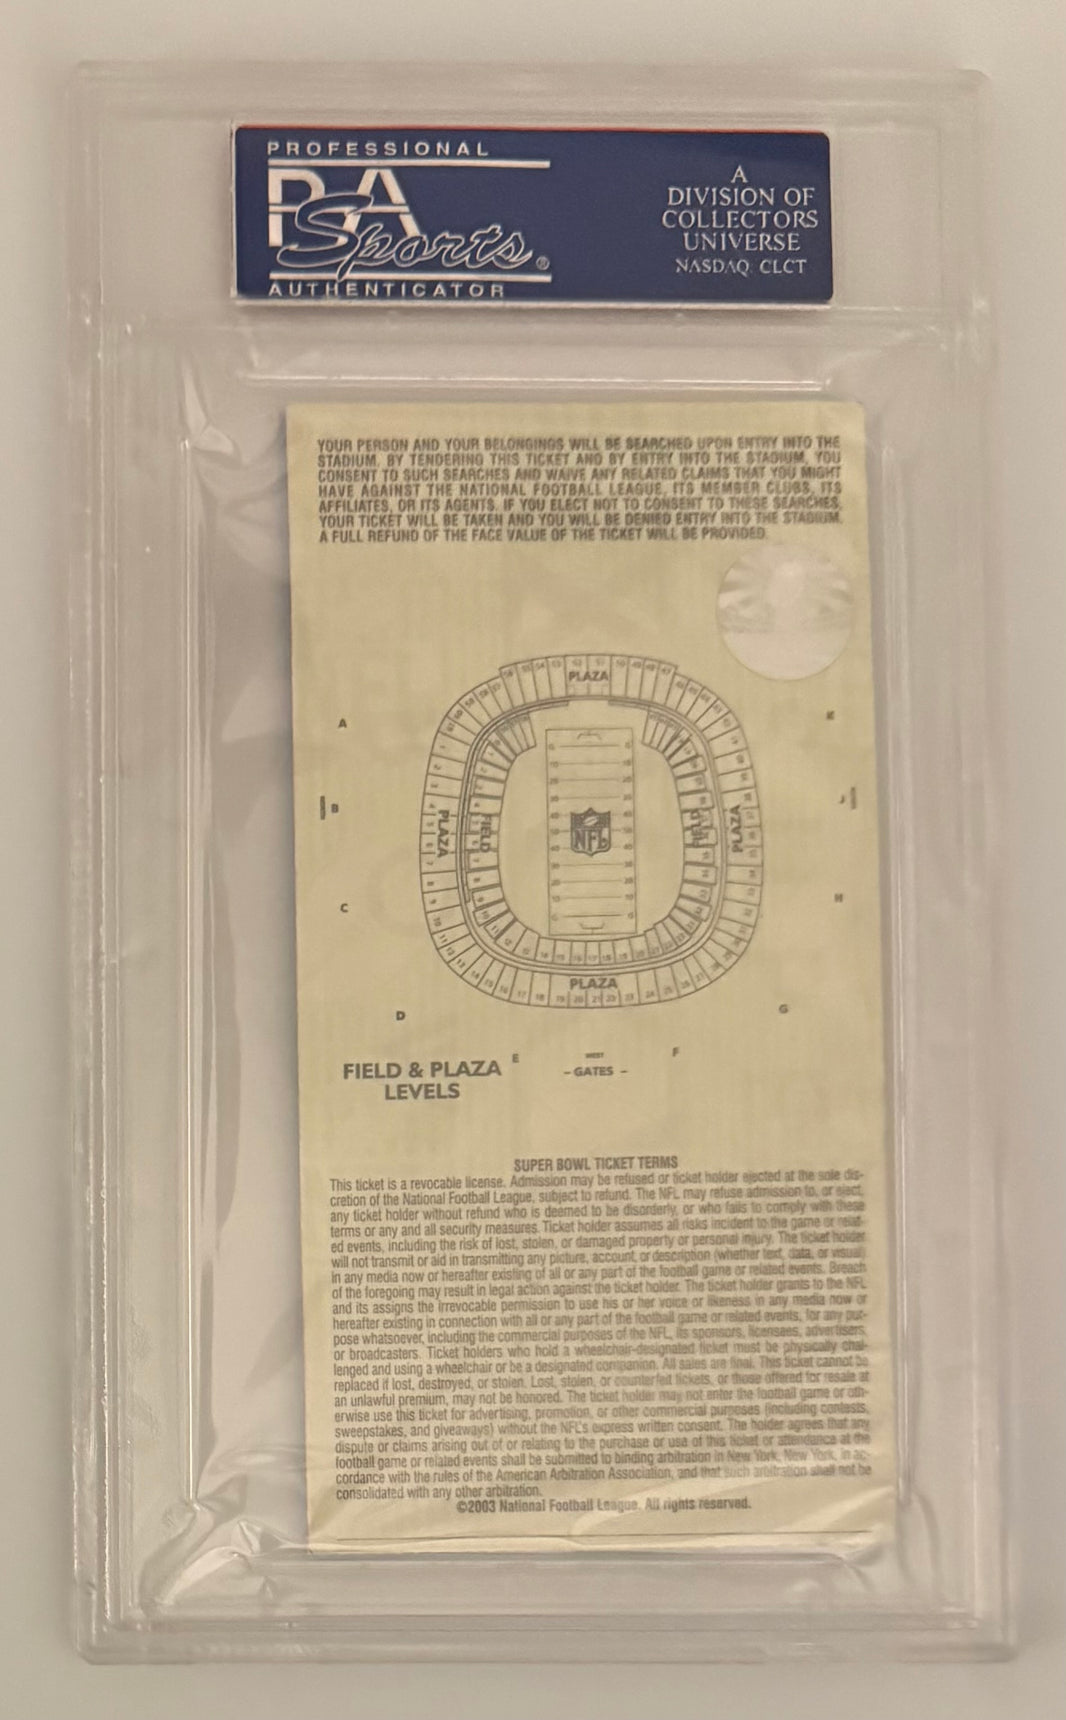 PROFESSIONAL
PSA
Sports®
AUTHENTICATOR
A
DIVISION OF
COLLECTORS
UNIVERSE
NASDAQ: CLCT
YOUR PERSON AND YOUR BELONGINGS WILL BE SEARCHED UPON ENTRY INTO THE
STADIUM. BY TENDERING THIS TICKET AND BY ENTRY INTO THE STADIUM, YOU
CONSENT TO SUCH SEARCHES AND WAIVE ANY RELATED CLAIMS THAT YOU MIGHT
HAVE AGAINST THE NATIONAL FOOTBALL LEAGUE, ITS MEMBER CLUBS, ITS
AFFILIATES, OR ITS AGENTS. IF YOU ELECT NOT TO CONSENT TO THESE SEARCHES,
YOUR TICKET WILL BE TAKEN AND YOU WILL BE DENIED ENTRY INTO THE STADIUM.
A FULL REFUND OF THE FACE VALUE OF THE TICKET WILL BE PROVIDED.
PLAZA
A
K
B
PLAZA
FIELD
NFL
FIELD
PLAZA
J
C
H
PLAZA
D
G
E
WEST
F
- GATES -
FIELD & PLAZA
LEVELS
SUPER BOWL TICKET TERMS
This ticket is a revocable license. Admission may be refused or ticket holder ejected at the sole dis-
cretion of the National Football League, subject to refund. The NFL may refuse admission to, or eject,
any ticket holder without refund who is deemed to be disorderly, or who fails to comply with these
terms or any and all security measures. Ticket holder assumes all risks incident to the game or relat-
ed events, including the risk of lost, stolen, or damaged property or personal injury. The ticket holder
will not transmit or aid in transmitting any picture, account, or description (whether text, data, or visual)
in any media now or hereafter existing of all or any part of the football game or related events. Breach
of the foregoing may result in legal action against the ticket holder. The ticket holder grants to the NFL
and its assigns the irrevocable permission to use his or her voice or likeness in any media now or
hereafter existing in connection with all or any part of the football game or related events, for any pur-
pose whatsoever, including the commercial purposes of the NFL, its sponsors, licensees, advertisers,
or broadcasters. Ticket holders who hold a wheelchair-designated ticket must be physically chal-
lenged and using a wheelchair or be a designated companion. All sales are final. This ticket cannot be
replaced if lost, destroyed, or stolen. Lost, stolen, or counterfeit tickets, or those offered for resale at
an unlawful premium, may not be honored. The ticket holder may not enter the football game or oth-
erwise use this ticket for advertising, promotion, or other commercial purposes (including contests,
sweepstakes, and giveaways) without the NFL's express written consent. The holder agrees that any
dispute or claims arising out of or relating to the purchase or use of this ticket or attendance at the
football game or related events shall be submitted to binding arbitration in New York, New York, in ac-
cordance with the rules of the American Arbitration Association, and that such arbitration shall not be
consolidated with any other arbitration.
©2003 National Football League. All rights reserved.